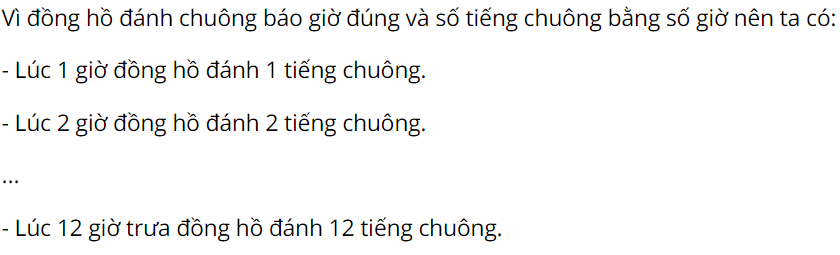 Vì đồng hồ đánh chuông báo giờ đúng và số tiếng chuông bằng số giờ nên ta có:
- Lúc 1 giờ đồng hồ đánh 1 tiếng chuông.
- Lúc 2 giờ đồng hồ đánh 2 tiếng chuông.
...
- Lúc 12 giờ trưa đồng hồ đánh 12 tiếng chuông.